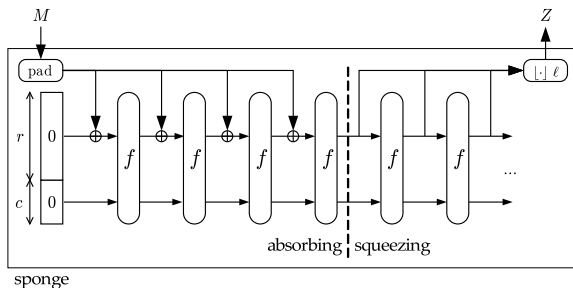 M Z
pad ⌊·⌋ ℓ
r 0 f f f f f f
c 0 ...
absorbing squeezing
sponge